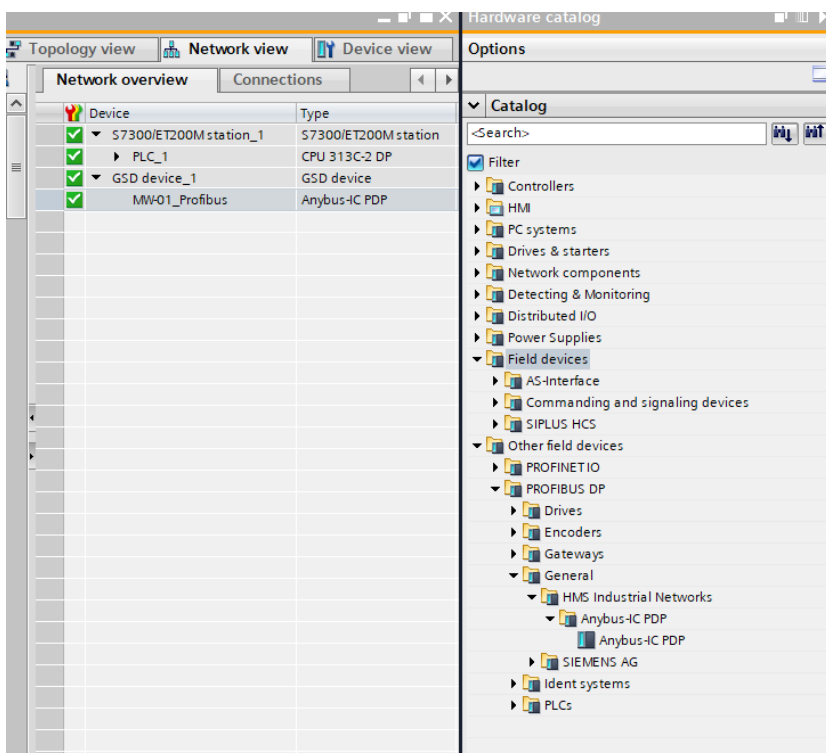 Hardware catalog
Topology view Network view Device view
Options
Network overview Connections
Catalog
Device Type
<Search>
S7300/ET200M station_1 S7300/ET200M station
Filter
PLC_1 CPU 313C-2 DP
Controllers
GSD device_1 GSD device
HMI
MW-01_Profibus Anybus-IC PDP
PC systems
Drives & starters
Network components
Detecting & Monitoring
Distributed I/O
Power Supplies
Field devices
AS-Interface
Commanding and signaling devices
SIPLUS HCS
Other field devices
PROFINET IO
PROFIBUS DP
Drives
Encoders
Gateways
General
HMS Industrial Networks
Anybus-IC PDP
Anybus-IC PDP
SIEMENS AG
Ident systems
PLCs